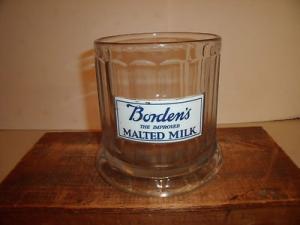 Borden's
THE IMPROVED
MALTED MILK